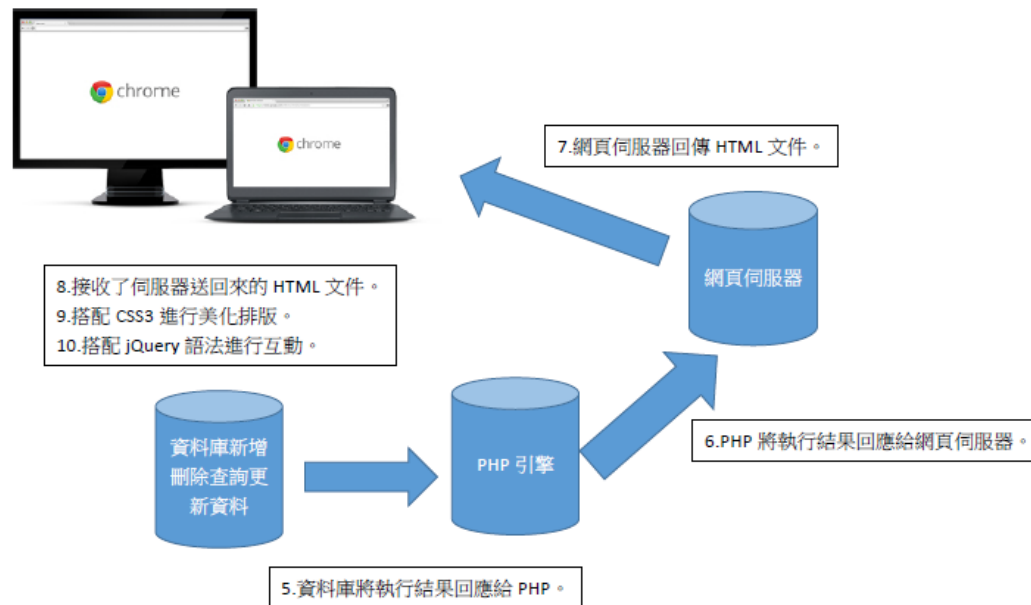 chrome
chrome
7.網頁伺服器回傳 HTML 文件。
網頁伺服器
8.接收了伺服器送回來的 HTML 文件。
9.搭配 CSS3 進行美化排版。
10.搭配 jQuery 語法進行互動。
資料庫新增
刪除查詢更
新資料
PHP 引擎
6.PHP 將執行結果回應給網頁伺服器。
5.資料庫將執行結果回應給 PHP。